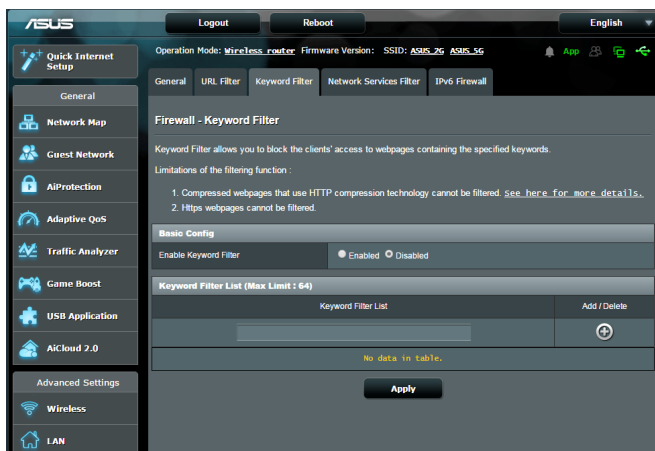 ASUS
Logout
Reboot
English
Quick Internet
Setup
Operation Mode: Wireless router Firmware Version: SSID: ASUS_2G ASUS_5G
App
General
URL Filter
Keyword Filter
Network Services Filter
IPv6 Firewall
General
Network Map
Guest Network
AiProtection
Adaptive QoS
Traffic Analyzer
Game Boost
USB Application
AiCloud 2.0
Advanced Settings
Wireless
LAN
Firewall - Keyword Filter
Keyword Filter allows you to block the clients' access to webpages containing the specified keywords.
Limitations of the filtering function :
1. Compressed webpages that use HTTP compression technology cannot be filtered. See here for more details.
2. Https webpages cannot be filtered.
Basic Config
Enable Keyword Filter
Enabled Disabled
Keyword Filter List (Max Limit : 64)
Keyword Filter List
Add / Delete
No data in table.
Apply